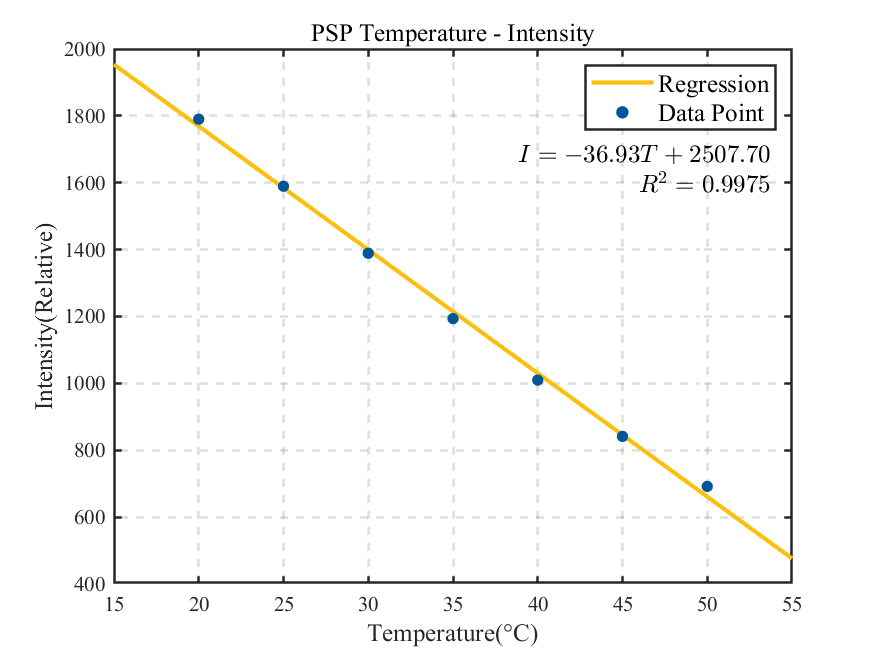 PSP Temperature - Intensity
2000
1800
1600
1400
1200
1000
800
600
400
Intensity(Relative)
Regression
Data Point
I = −36.93T + 2507.70
R² = 0.9975
15 20 25 30 35 40 45 50 55
Temperature(°C)